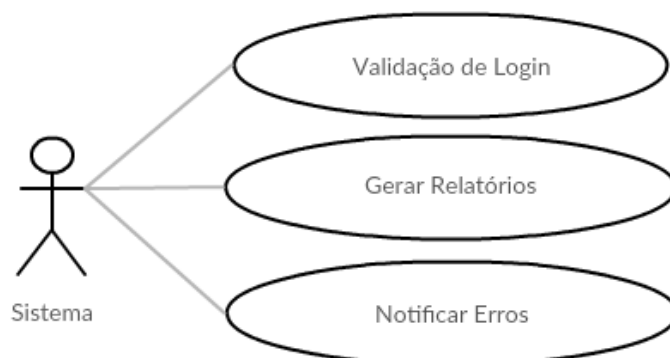 Validação de Login
Gerar Relatórios
Sistema
Notificar Erros